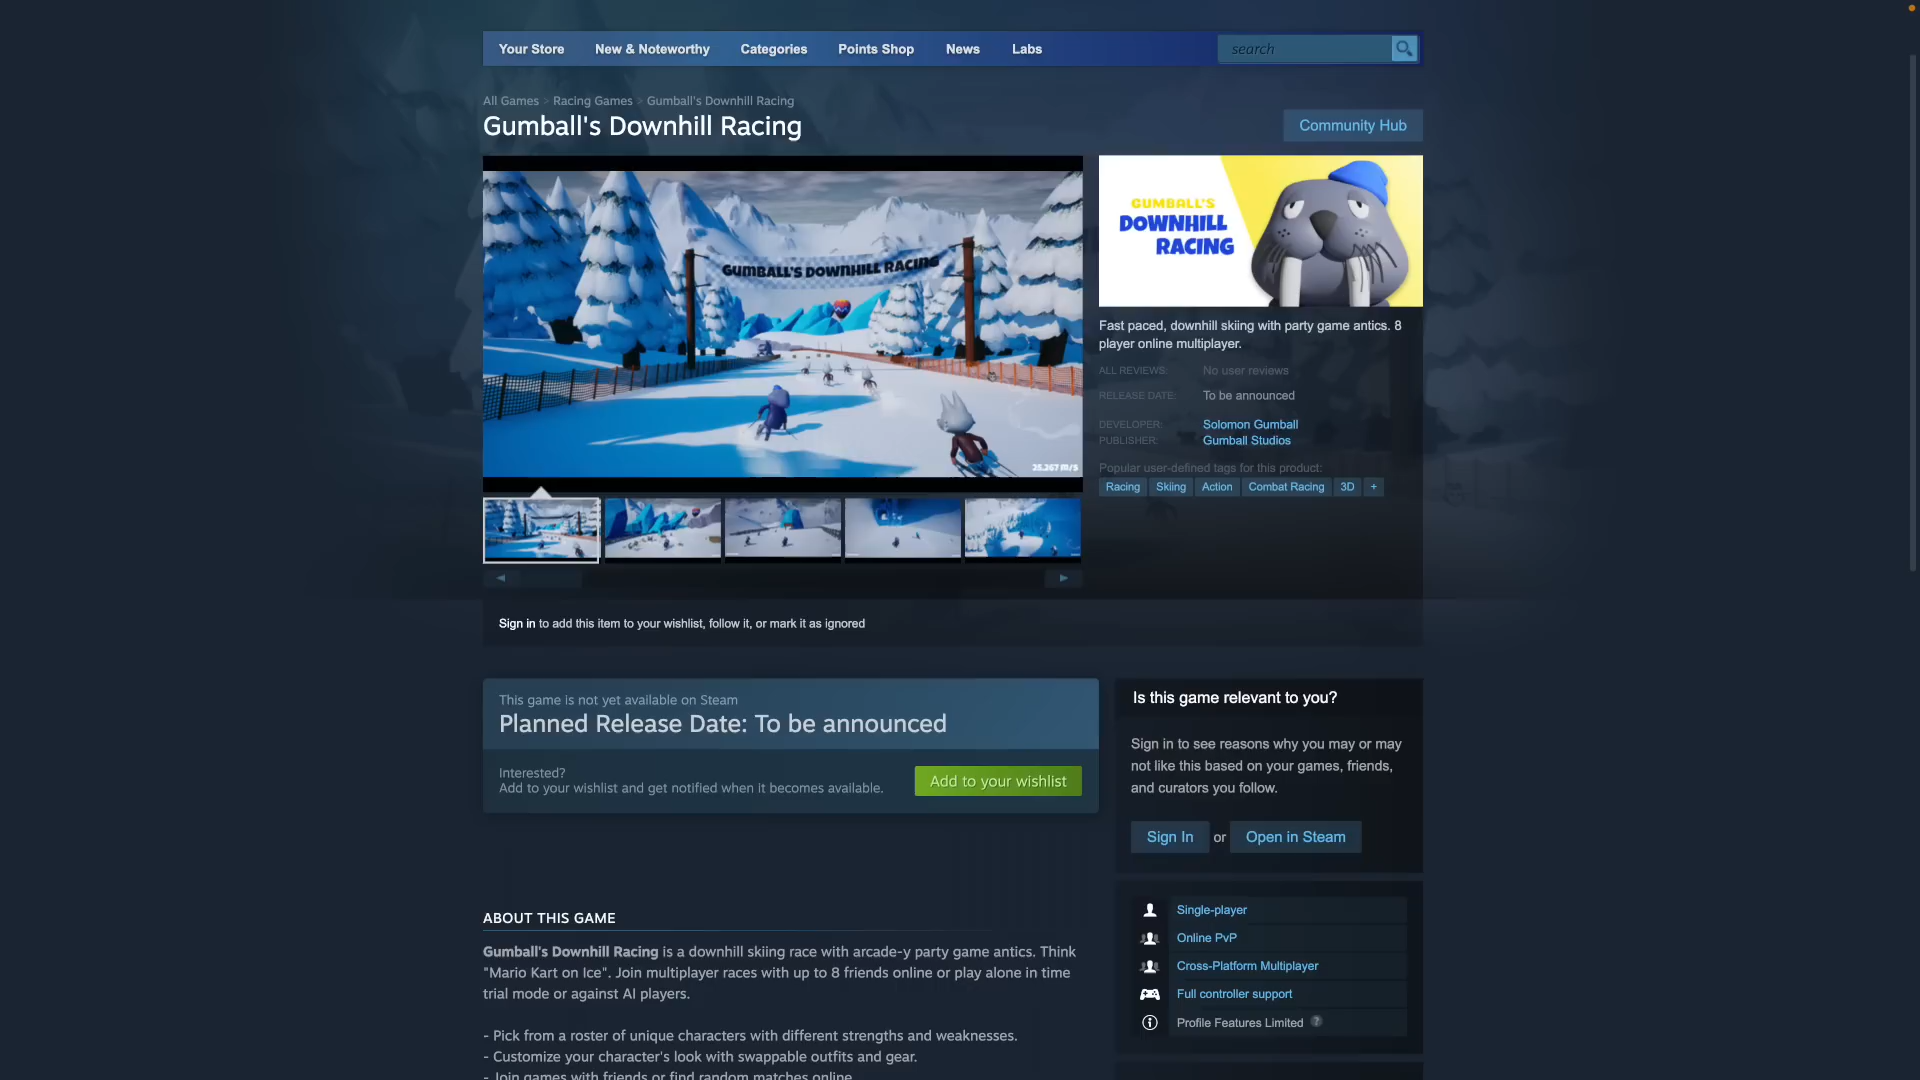 Your Store
New & Noteworthy
Categories
Points Shop
News
Labs
search
All Games > Racing Games > Gumball's Downhill Racing
Gumball's Downhill Racing
Community Hub
GUMBALL'S DOWNHILL RACING
25.267 M/S
GUMBALL'S
DOWNHILL
RACING
Fast paced, downhill skiing with party game antics. 8
player online multiplayer.
ALL REVIEWS: No user reviews
RELEASE DATE: To be announced
DEVELOPER: Solomon Gumball
PUBLISHER: Gumball Studios
Popular user-defined tags for this product:
Racing Skiing Action Combat Racing 3D +
Sign in to add this item to your wishlist, follow it, or mark it as ignored
This game is not yet available on Steam
Planned Release Date: To be announced
Interested?
Add to your wishlist and get notified when it becomes available.
Add to your wishlist
Is this game relevant to you?
Sign in to see reasons why you may or may
not like this based on your games, friends,
and curators you follow.
Sign In or Open in Steam
Single-player
Online PvP
Cross-Platform Multiplayer
Full controller support
Profile Features Limited ?
ABOUT THIS GAME
Gumball's Downhill Racing is a downhill skiing race with arcade-y party game antics. Think
"Mario Kart on Ice". Join multiplayer races with up to 8 friends online or play alone in time
trial mode or against AI players.
- Pick from a roster of unique characters with different strengths and weaknesses.
- Customize your character's look with swappable outfits and gear.
- Join games with friends or find random matches online